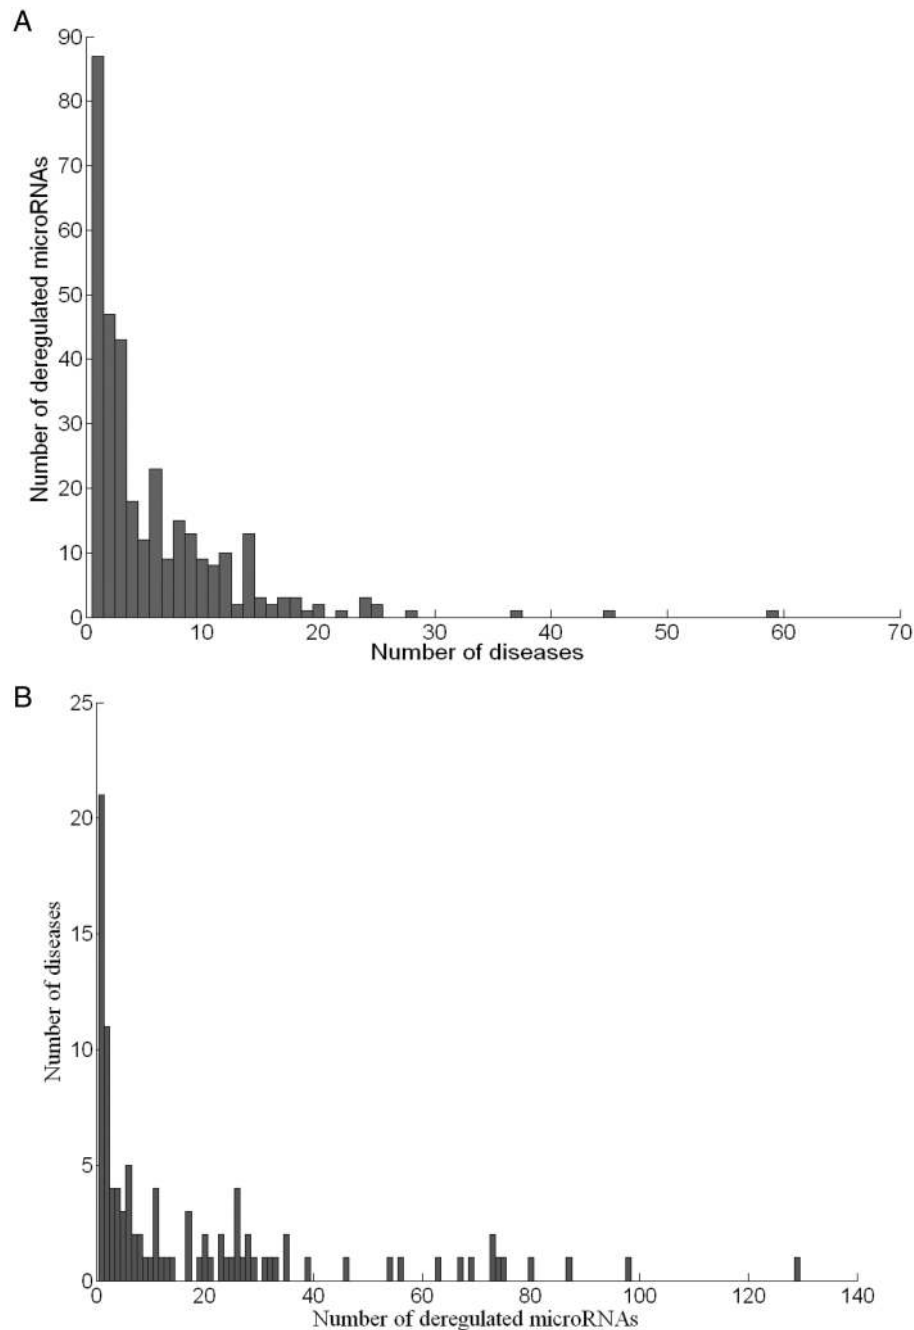 A
90
80
70
60
50
40
30
20
10
0
Number of deregulated microRNAs
0 10 20 30 40 50 60 70
Number of diseases
B
25
20
15
10
5
0
Number of diseases
0 20 40 60 80 100 120 140
Number of deregulated microRNAs